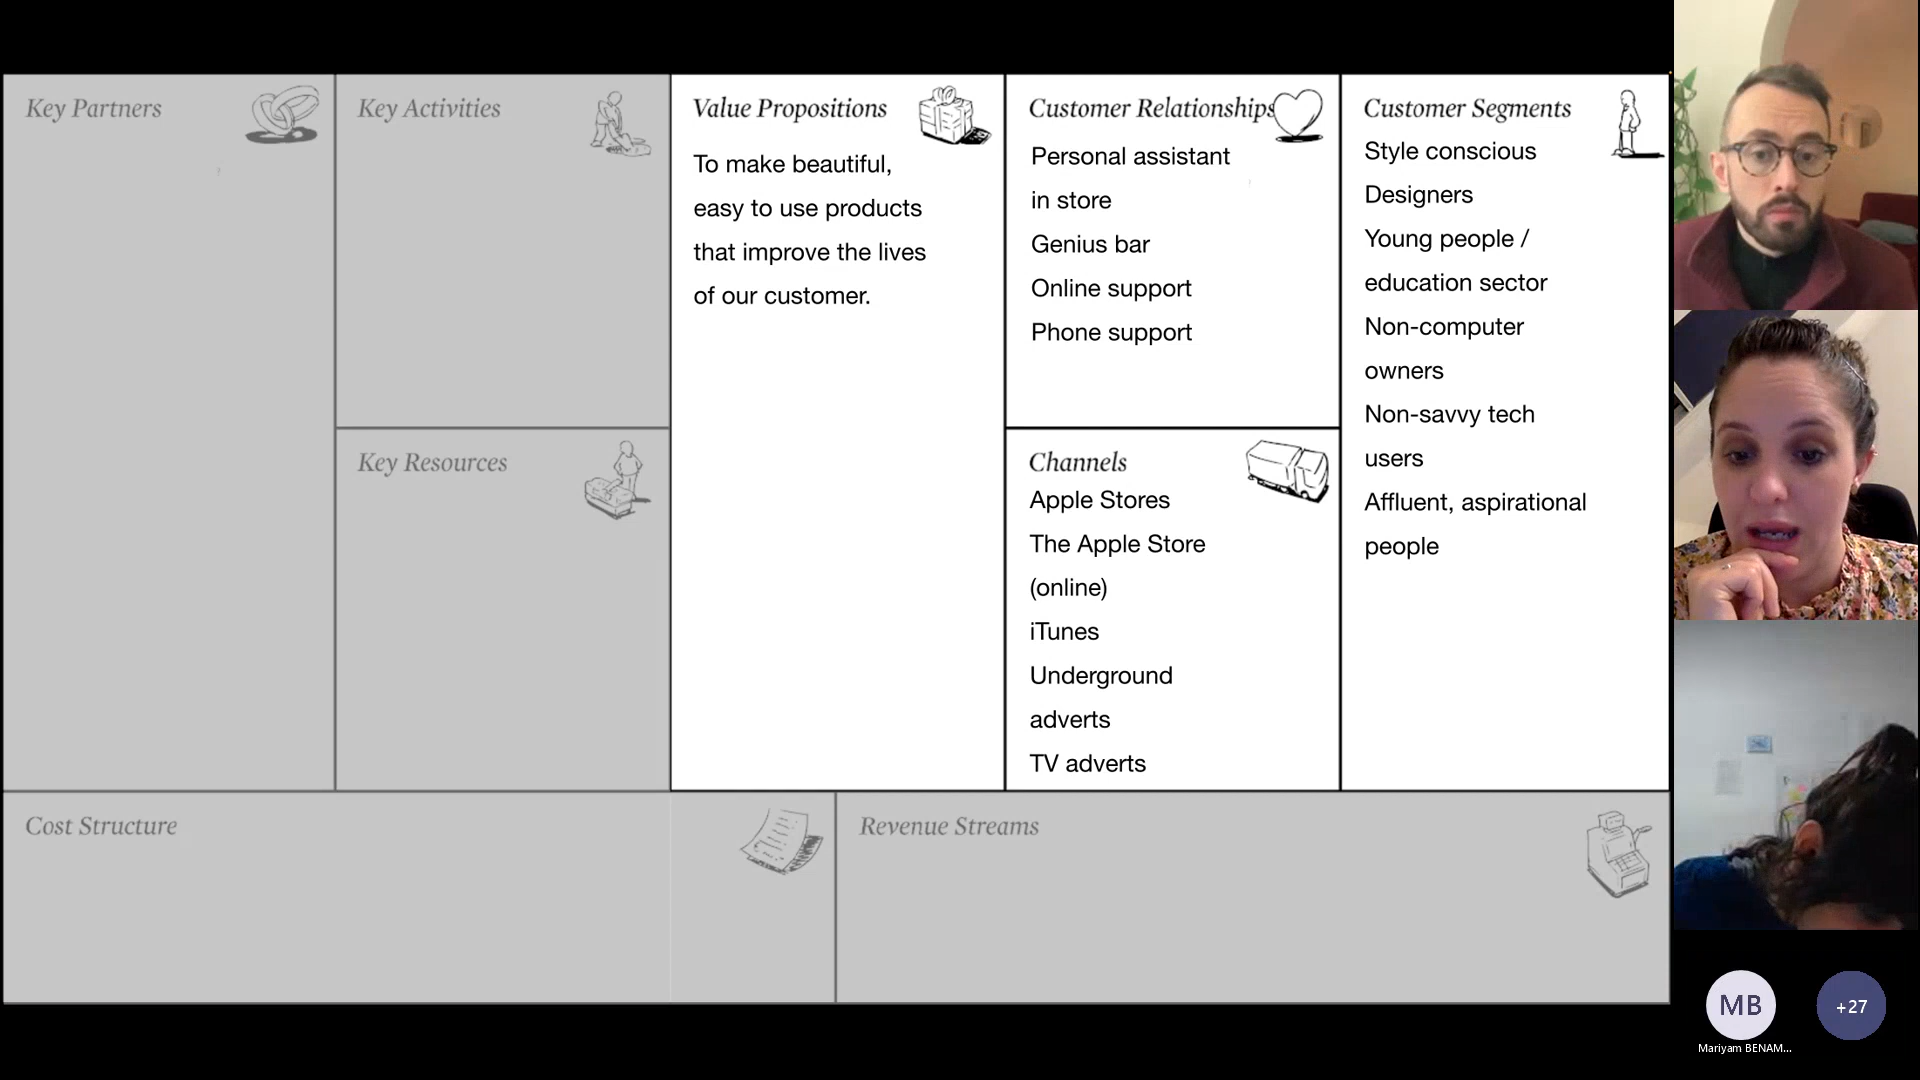 Key Partners
Key Activities
Key Resources
Value Propositions
To make beautiful,
easy to use products
that improve the lives
of our customer.
Customer Relationships
Personal assistant
in store
Genius bar
Online support
Phone support
Channels
Apple Stores
The Apple Store
(online)
iTunes
Underground
adverts
TV adverts
Customer Segments
Style conscious
Designers
Young people /
education sector
Non-computer
owners
Non-savvy tech
users
Affluent, aspirational
people
Cost Structure
Revenue Streams
MB
Mariyam BENAM...
+27